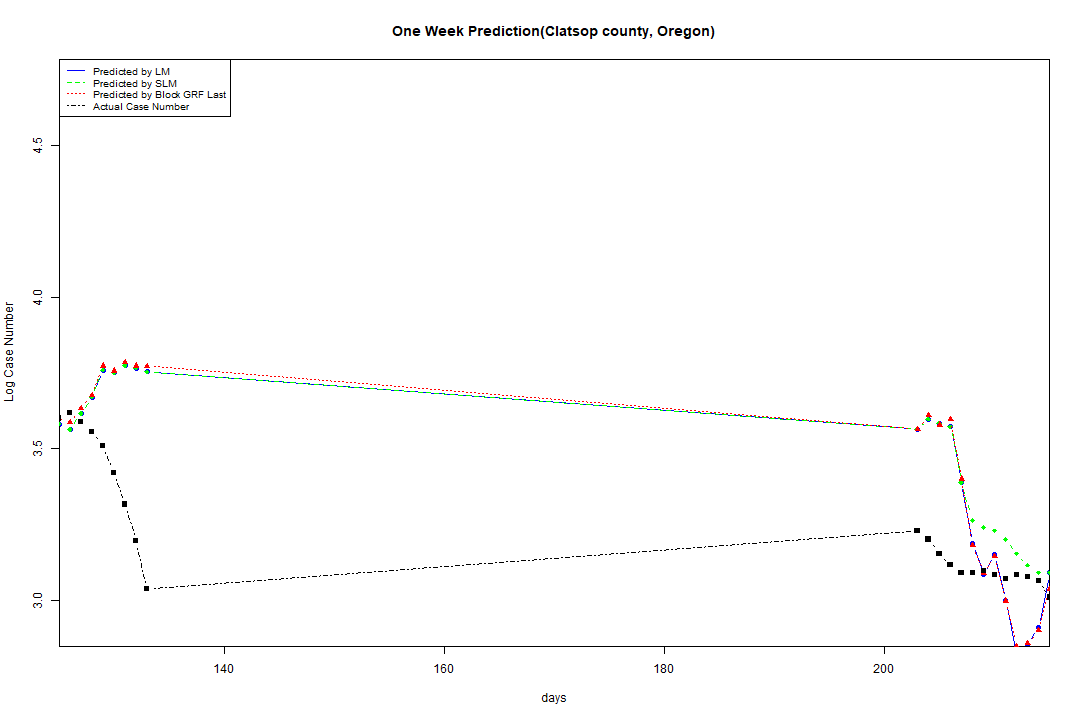 One Week Prediction(Clatsop county, Oregon)
Predicted by LM
Predicted by SLM
Predicted by Block GRF Last
Actual Case Number
4.5
4.0
3.5
3.0
Log Case Number
140 160 180 200
days